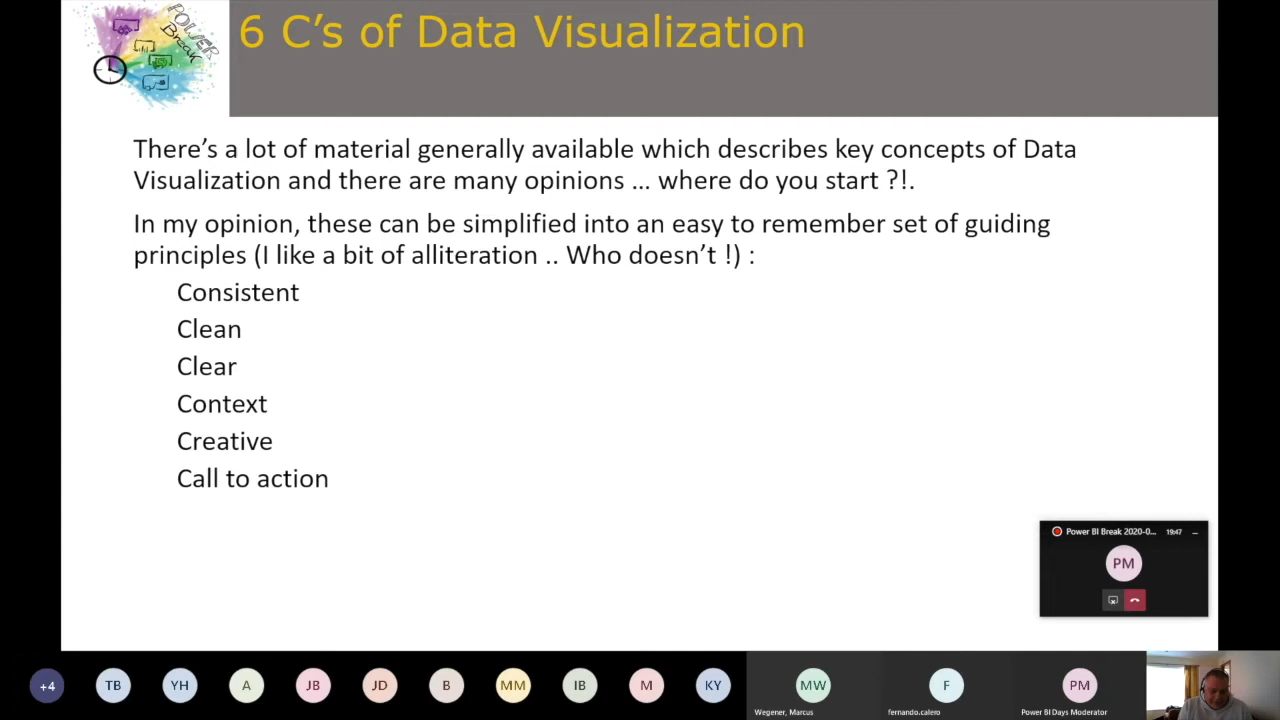 POWER
Break
6 C’s of Data Visualization
There’s a lot of material generally available which describes key concepts of Data
Visualization and there are many opinions … where do you start ?!.
In my opinion, these can be simplified into an easy to remember set of guiding
principles (I like a bit of alliteration .. Who doesn’t !) :
Consistent
Clean
Clear
Context
Creative
Call to action
Power BI Break 2020-0... 19:47
PM
+4 TB YH A JB JD B MM IB M KY MW F PM
Wegener, Marcus fernando.calero Power BI Days Moderator